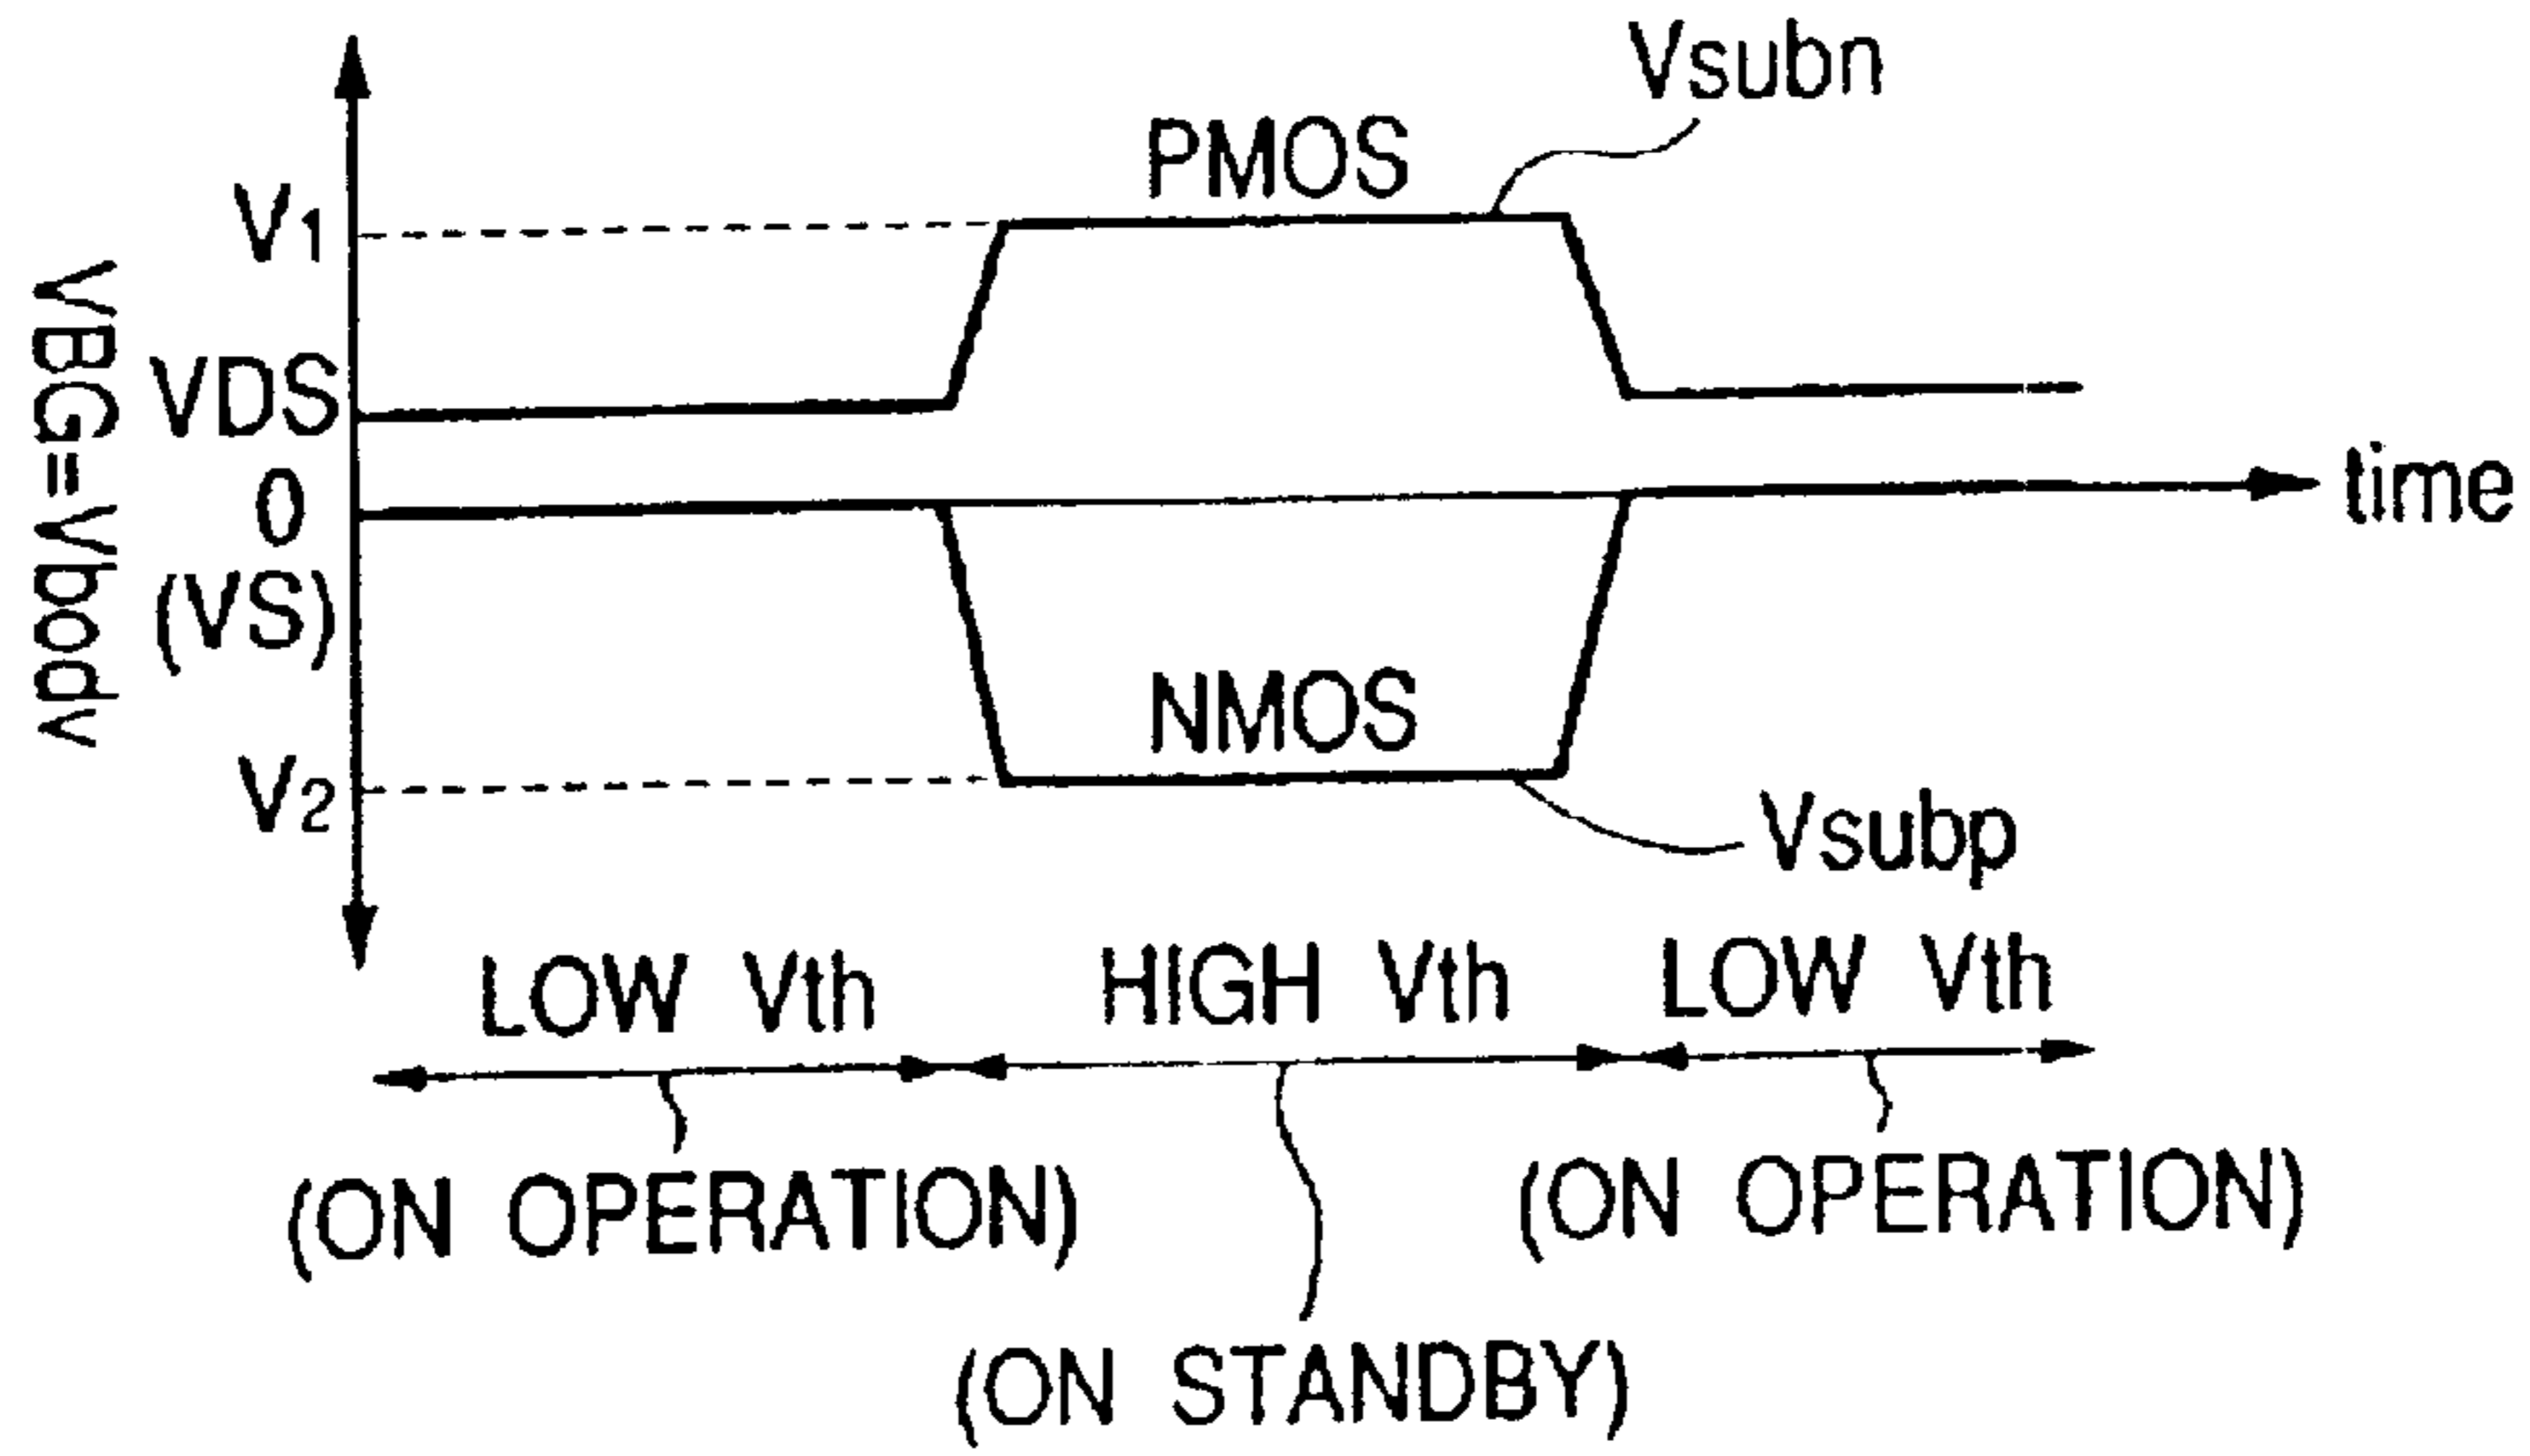 Vsubn
PMOS
V1
VBG=Vbody
VDS
0
time
(VS)
NMOS
V2
Vsubp
LOW Vth
HIGH Vth
LOW Vth
(ON OPERATION)
(ON OPERATION)
(ON STANDBY)